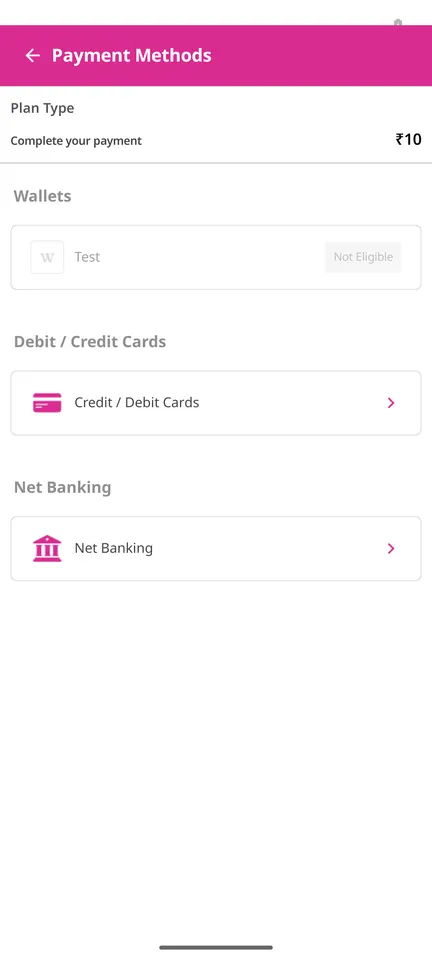 Payment Methods
Plan Type
Complete your payment ₹10
Wallets
W Test Not Eligible
Debit / Credit Cards
Credit / Debit Cards
Net Banking
Net Banking